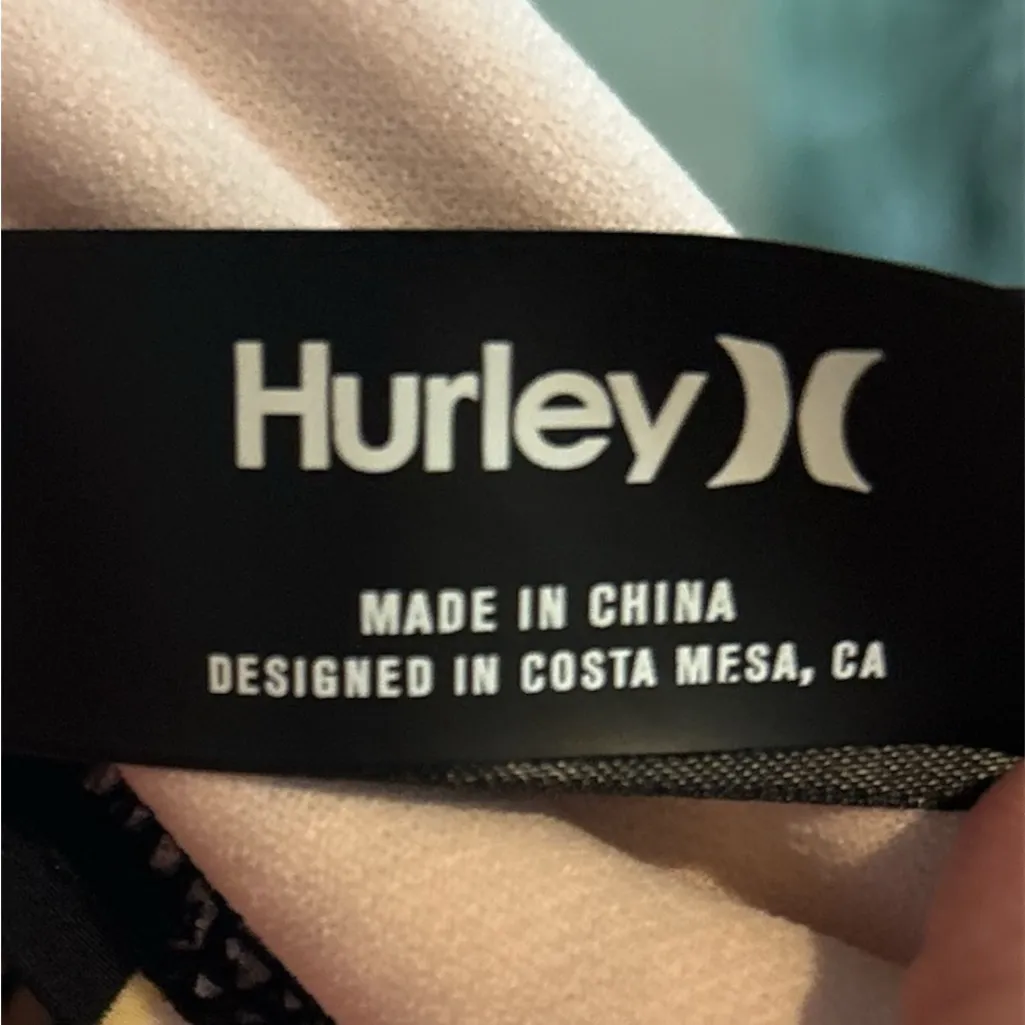 Hurley
MADE IN CHINA
DESIGNED IN COSTA MESA, CA